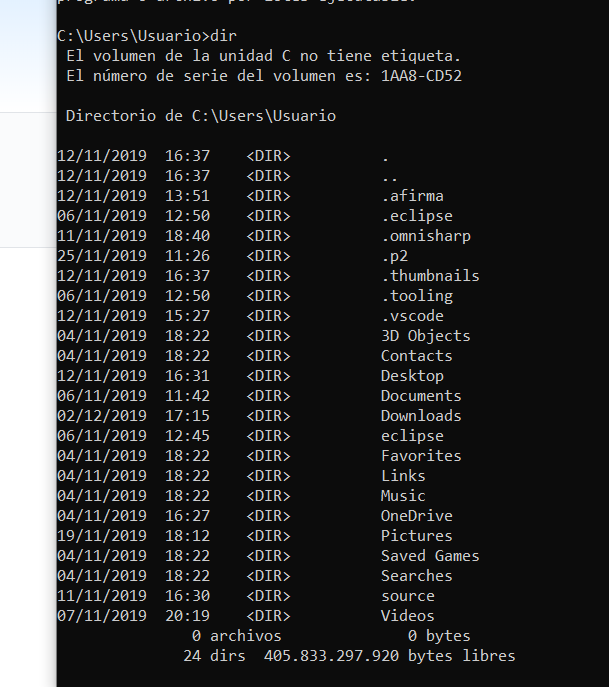 programa o archivo por lotes ejecutable.
C:\Users\Usuario>dir
 El volumen de la unidad C no tiene etiqueta.
 El número de serie del volumen es: 1AA8-CD52
 Directorio de C:\Users\Usuario
12/11/2019  16:37    <DIR>          .
12/11/2019  16:37    <DIR>          ..
12/11/2019  13:51    <DIR>          .afirma
06/11/2019  12:50    <DIR>          .eclipse
11/11/2019  18:40    <DIR>          .omnisharp
25/11/2019  11:26    <DIR>          .p2
12/11/2019  16:37    <DIR>          .thumbnails
06/11/2019  12:50    <DIR>          .tooling
12/11/2019  15:27    <DIR>          .vscode
04/11/2019  18:22    <DIR>          3D Objects
04/11/2019  18:22    <DIR>          Contacts
12/11/2019  16:31    <DIR>          Desktop
06/11/2019  11:42    <DIR>          Documents
02/12/2019  17:15    <DIR>          Downloads
06/11/2019  12:45    <DIR>          eclipse
04/11/2019  18:22    <DIR>          Favorites
04/11/2019  18:22    <DIR>          Links
04/11/2019  18:22    <DIR>          Music
04/11/2019  16:27    <DIR>          OneDrive
19/11/2019  18:12    <DIR>          Pictures
04/11/2019  18:22    <DIR>          Saved Games
04/11/2019  18:22    <DIR>          Searches
11/11/2019  16:30    <DIR>          source
07/11/2019  20:19    <DIR>          Videos
               0 archivos              0 bytes
              24 dirs  405.833.297.920 bytes libres